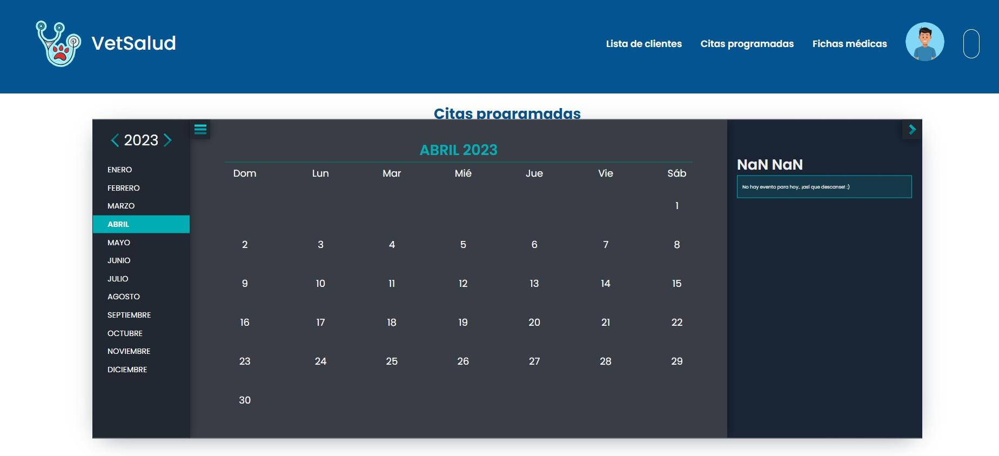 VetSalud
Lista de clientes Citas programadas Fichas médicas
Citas programadas
2023
ENERO
FEBRERO
MARZO
ABRIL
MAYO
JUNIO
JULIO
AGOSTO
SEPTIEMBRE
OCTUBRE
NOVIEMBRE
DICIEMBRE
ABRIL 2023
Dom Lun Mar Mié Jue Vie Sáb
1
2 3 4 5 6 7 8
9 10 11 12 13 14 15
16 17 18 19 20 21 22
23 24 25 26 27 28 29
30
NaN NaN
No hay evento para hoy.. ¡así que descanse! :)